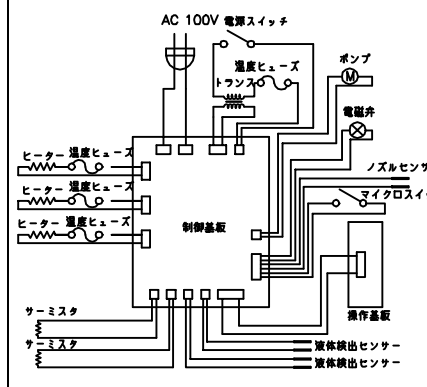 AC 100V 電源スイッチ
温度ヒューズ
トランス
ポンプ
M
電磁弁
ノズルセンサ
マイクロスイ
ヒーター 温度ヒューズ
ヒーター 温度ヒューズ
ヒーター 温度ヒューズ
制御基板
操作基板
サーミスタ
サーミスタ
液体検出センサー
液体検出センサー